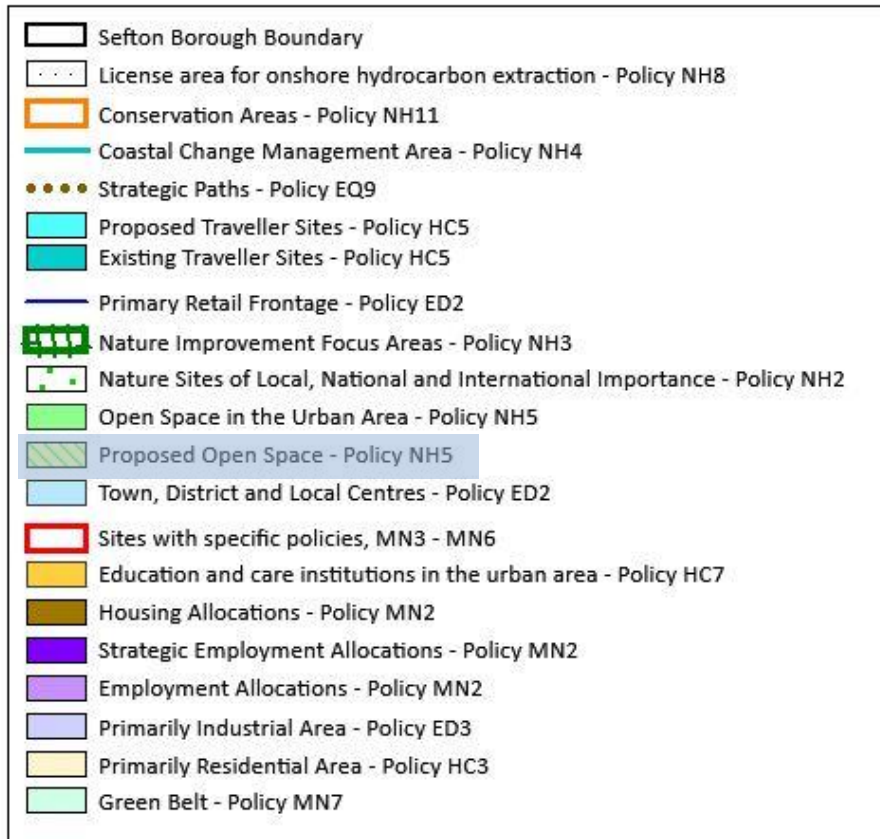 Sefton Borough Boundary
License area for onshore hydrocarbon extraction - Policy NH8
Conservation Areas - Policy NH11
Coastal Change Management Area - Policy NH4
Strategic Paths - Policy EQ9
Proposed Traveller Sites - Policy HC5
Existing Traveller Sites - Policy HC5
Primary Retail Frontage - Policy ED2
Nature Improvement Focus Areas - Policy NH3
Nature Sites of Local, National and International Importance - Policy NH2
Open Space in the Urban Area - Policy NH5
Proposed Open Space - Policy NH5
Town, District and Local Centres - Policy ED2
Sites with specific policies, MN3 - MN6
Education and care institutions in the urban area - Policy HC7
Housing Allocations - Policy MN2
Strategic Employment Allocations - Policy MN2
Employment Allocations - Policy MN2
Primarily Industrial Area - Policy ED3
Primarily Residential Area - Policy HC3
Green Belt - Policy MN7